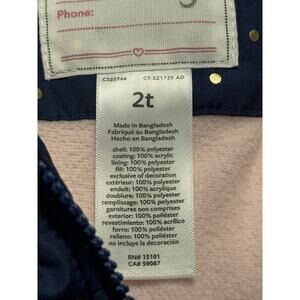 Phone:
C220744 CT-SZ1725 AD
2t
Made in Bangladesh
Fabriqué au Bangladesh
Hecho en Bangladesh
shell: 100% polyester
coating: 100% acrylic
lining: 100% polyester
fill: 100% polyester
exclusive of decoration
extérieur: 100% polyester
enduit: 100% acrylique
doublure: 100% polyester
remplissage: 100% polyester
garnitures non comprises
exterior: 100% poliéster
revestimiento: 100% acrílico
forro: 100% poliéster
relleno: 100% poliéster
no incluye la decoración
RN# 15101
CA# 59087